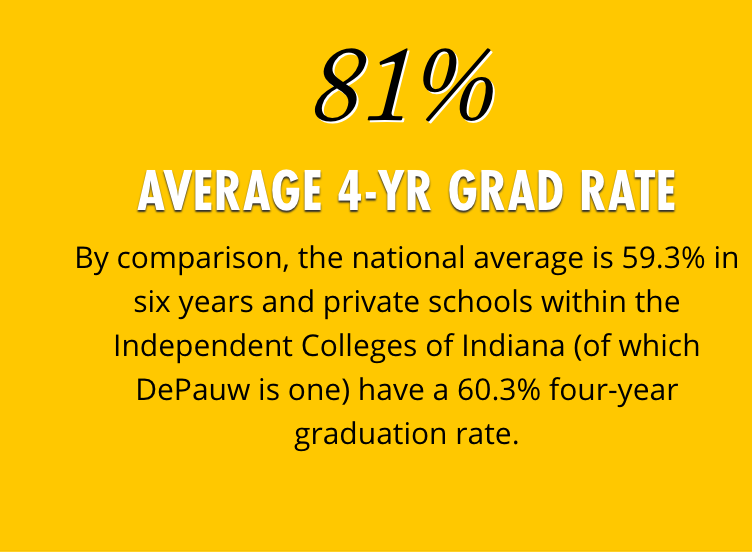 81%
AVERAGE 4-YR GRAD RATE
By comparison, the national average is 59.3% in
six years and private schools within the
Independent Colleges of Indiana (of which
DePauw is one) have a 60.3% four-year
graduation rate.